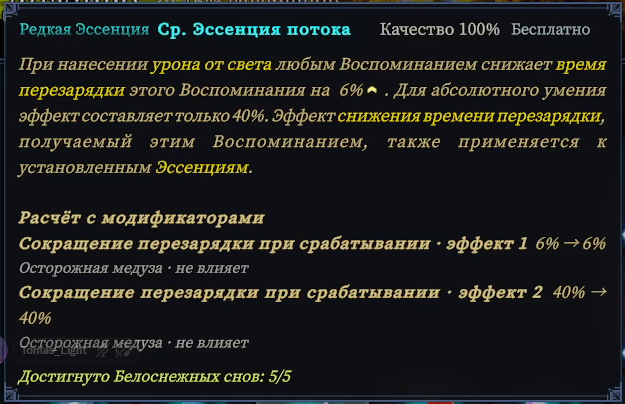 Редкая Эссенция Ср. Эссенция потока Качество 100% Бесплатно
При нанесении урона от света любым Воспоминанием снижает время
перезарядки этого Воспоминания на 6% . Для абсолютного умения
эффект составляет только 40%. Эффект снижения времени перезарядки,
получаемый этим Воспоминанием, также применяется к
установленным Эссенциям.
Расчёт с модификаторами
Сокращение перезарядки при срабатывании · эффект 1 6% → 6%
Осторожная медуза · не влияет
Сокращение перезарядки при срабатывании · эффект 2 40% →
40%
Осторожная медуза · не влияет
Tomas_Light
Достигнуто Белоснежных снов: 5/5